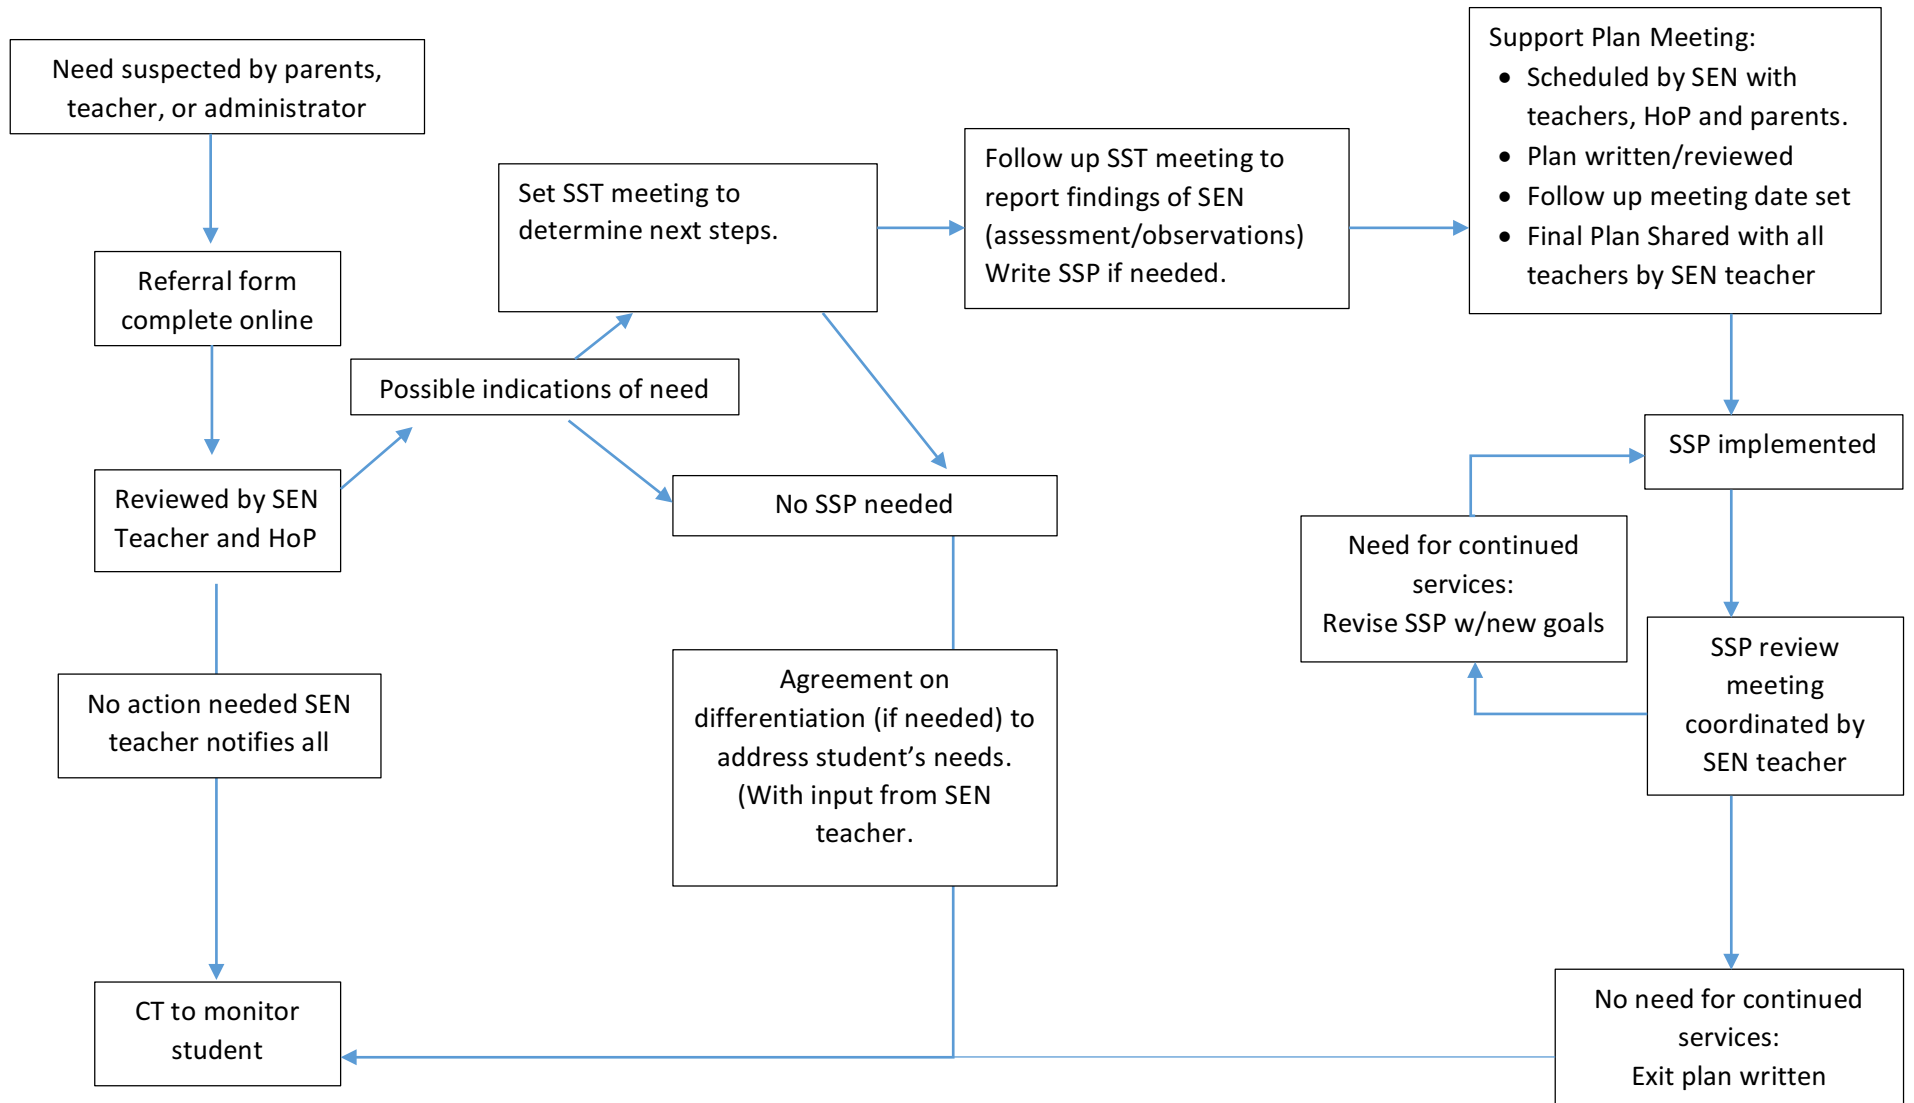 Need suspected by parents,
teacher, or administrator
Referral form
complete online
Reviewed by SEN
Teacher and HoP
No action needed SEN
teacher notifies all
CT to monitor
student
Possible indications of need
Set SST meeting to
determine next steps.
No SSP needed
Agreement on
differentiation (if needed) to
address student’s needs.
(With input from SEN
teacher.
Follow up SST meeting to
report findings of SEN
(assessment/observations)
Write SSP if needed.
Support Plan Meeting:
• Scheduled by SEN with
teachers, HoP and parents.
• Plan written/reviewed
• Follow up meeting date set
• Final Plan Shared with all
teachers by SEN teacher
SSP implemented
Need for continued
services:
Revise SSP w/new goals
SSP review
meeting
coordinated by
SEN teacher
No need for continued
services:
Exit plan written